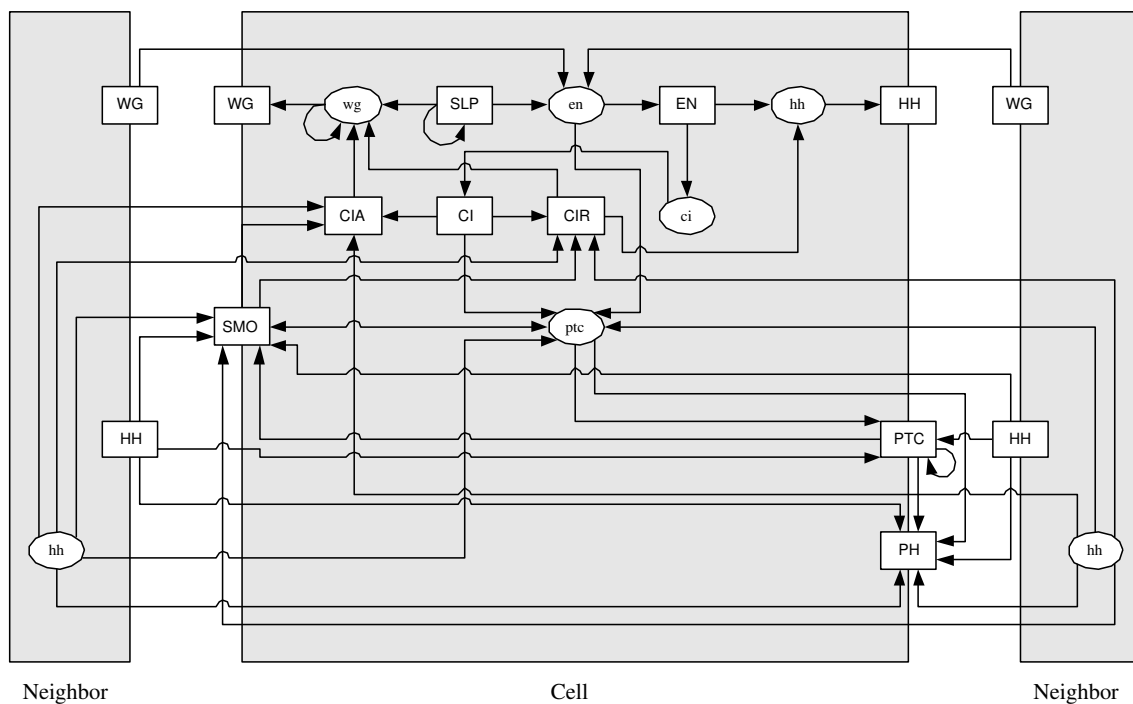 WG
WG
wg
SLP
en
EN
hh
HH
WG
CIA
CI
CIR
ci
SMO
ptc
HH
PTC
HH
hh
PH
hh
Neighbor
Cell
Neighbor